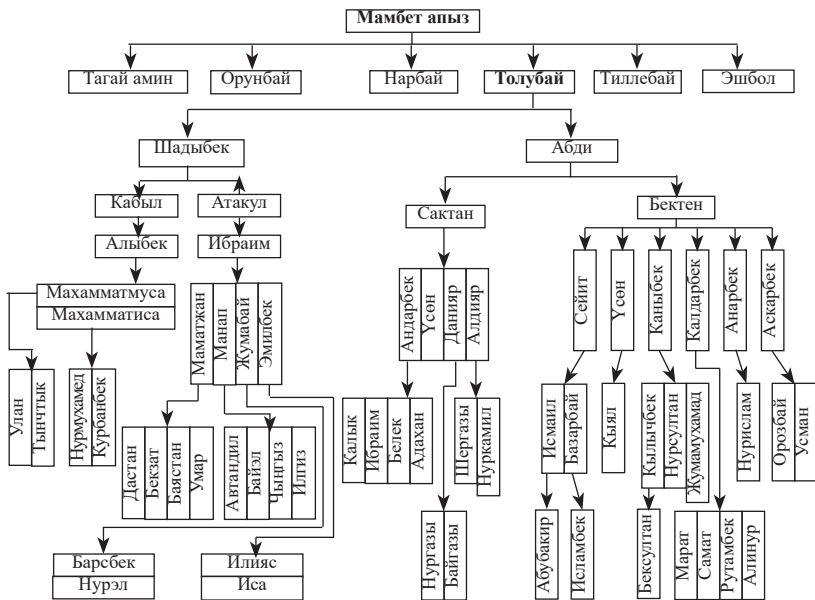 Мамбет апыз
Тагай амин
Орунбай
Нарбай
Толубай
Тиллебай
Эшбол
Шадыбек
Абди
Кабыл
Атакул
Сактан
Бектен
Алыбек
Ибраим
Махамматмуса
Махамматиса
Маматжан
Манап
Жумабай
Эмилбек
Андарбек
Үсөн
Данияр
Алдияр
Сейит
Үсөн
Каныбек
Калдарбек
Анарбек
Аскарбек
Улан
Тынчтык
Нурмухамед
Курбанбек
Дастан
Бекзат
Баястан
Умар
Автандил
Байэл
Чыңгыз
Илгиз
Калык
Ибраим
Белек
Адахан
Шергазы
Нуркамил
Исмаил
Базарбай
Кыял
Кылычбек
Нурсултан
Жумамухамад
Нурислам
Орозбай
Усман
Барсбек
Нурэл
Илияс
Иса
Нургазы
Байгазы
Абубакир
Исламбек
Бексултан
Марат
Самат
Рутамбек
Алинур